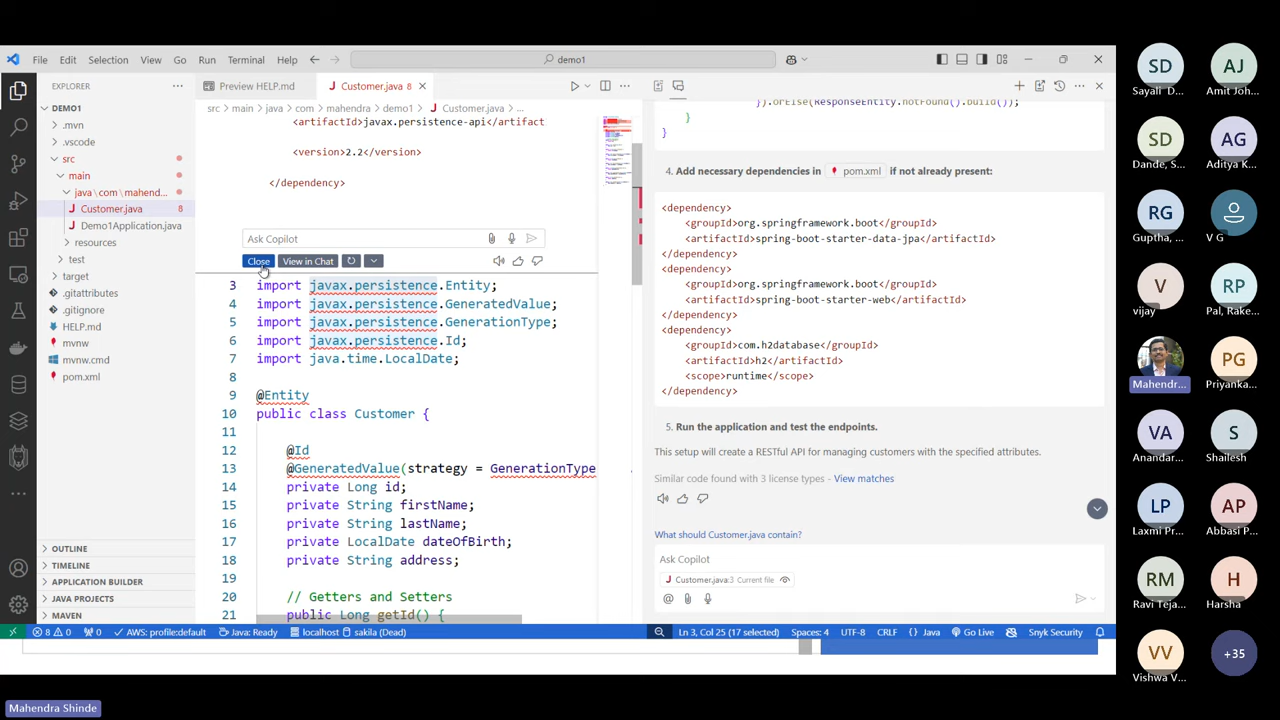 File Edit Selection View Run Terminal Help
demo1
EXPLORER
DEMO1
.mvn
.vscode
src
main
java\com\mahend...
Customer.java 8
Demo1Application.java
resources
test
target
.gitattributes
.gitignore
HELP.md
mvnw
mvnw.cmd
pom.xml
OUTLINE
TIMELINE
APPLICATION BUILDER
JAVA PROJECTS
MAVEN
Preview HELP.md
Customer.java 8
src > main > java > com > mahendra > demo1 > Customer.java > ...
<artifactId>javax.persistence-api</artifact
<version>2.2</version>
</dependency>
Ask Copilot
Close View in Chat
3 import javax.persistence.Entity;
4 import javax.persistence.GeneratedValue;
5 import javax.persistence.GenerationType;
6 import javax.persistence.Id;
7 import java.time.LocalDate;
8
9 @Entity
10 public class Customer {
11
12 @Id
13 @GeneratedValue(strategy = GenerationType
14 private Long id;
15 private String firstName;
16 private String lastName;
17 private LocalDate dateOfBirth;
18 private String address;
19
20 // Getters and Setters
21 public Long getId() {
}).orElse(ResponseEntity.notFound().build());
}
}
4. Add necessary dependencies in pom.xml if not already present:
<dependency>
<groupId>org.springframework.boot</groupId>
<artifactId>spring-boot-starter-data-jpa</artifactId>
</dependency>
<dependency>
<groupId>org.springframework.boot</groupId>
<artifactId>spring-boot-starter-web</artifactId>
</dependency>
<dependency>
<groupId>com.h2database</groupId>
<artifactId>h2</artifactId>
<scope>runtime</scope>
</dependency>
5. Run the application and test the endpoints.
This setup will create a RESTful API for managing customers with the specified attributes.
Similar code found with 3 license types - View matches
What should Customer.java contain?
Ask Copilot
Customer.java:3 Current file
8 0 0 AWS: profile:default Java: Ready localhost sakila (Dead)
Ln 3, Col 25 (17 selected) Spaces: 4 UTF-8 CRLF {} Java Go Live Snyk Security
SD
Sayali D...
AJ
Amit Joh...
SD
Dande, S...
AG
Aditya K...
RG
Guptha, ...
V G
V
vijay
RP
Pal, Rake...
Mahendr...
PG
Priyanka...
VA
Anandar...
S
Shailesh
LP
Laxmi Pr...
AP
Abbasi P...
RM
Ravi Teja...
H
Harsha
VV
Vishwa V...
+35
Mahendra Shinde